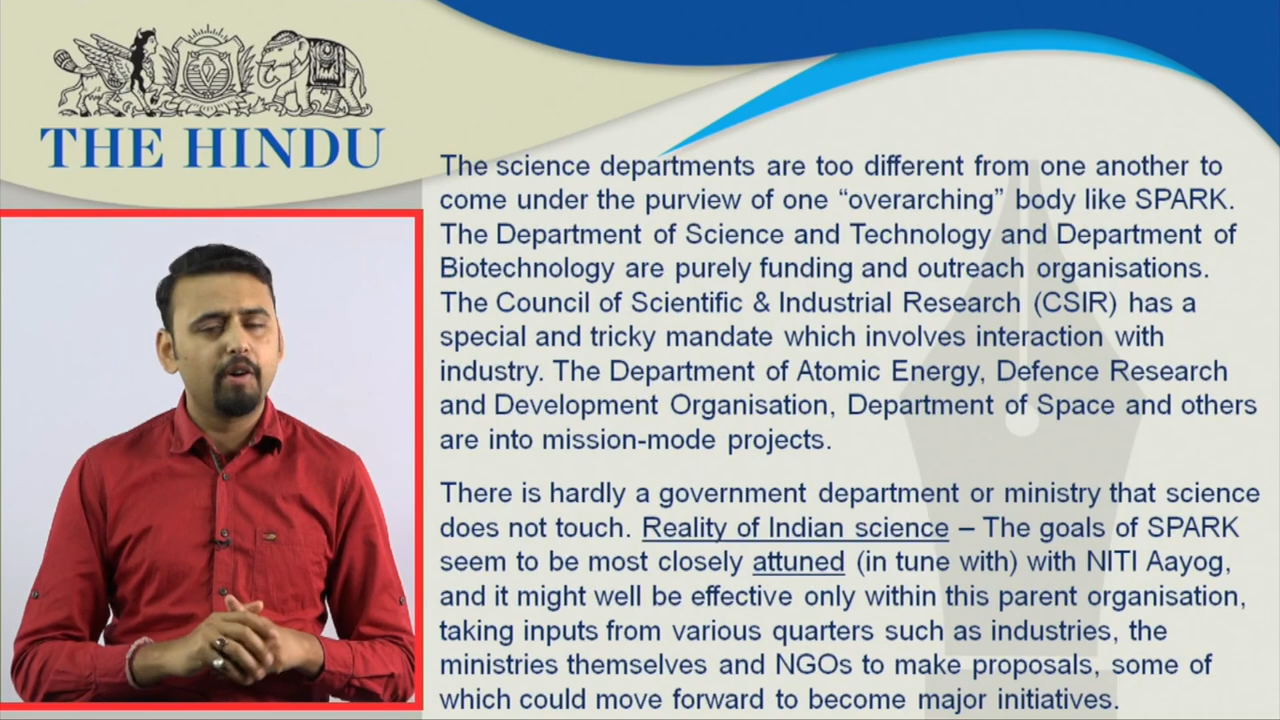 THE HINDU
The science departments are too different from one another to
come under the purview of one “overarching” body like SPARK.
The Department of Science and Technology and Department of
Biotechnology are purely funding and outreach organisations.
The Council of Scientific & Industrial Research (CSIR) has a
special and tricky mandate which involves interaction with
industry. The Department of Atomic Energy, Defence Research
and Development Organisation, Department of Space and others
are into mission-mode projects.
There is hardly a government department or ministry that science
does not touch. Reality of Indian science – The goals of SPARK
seem to be most closely attuned (in tune with) with NITI Aayog,
and it might well be effective only within this parent organisation,
taking inputs from various quarters such as industries, the
ministries themselves and NGOs to make proposals, some of
which could move forward to become major initiatives.